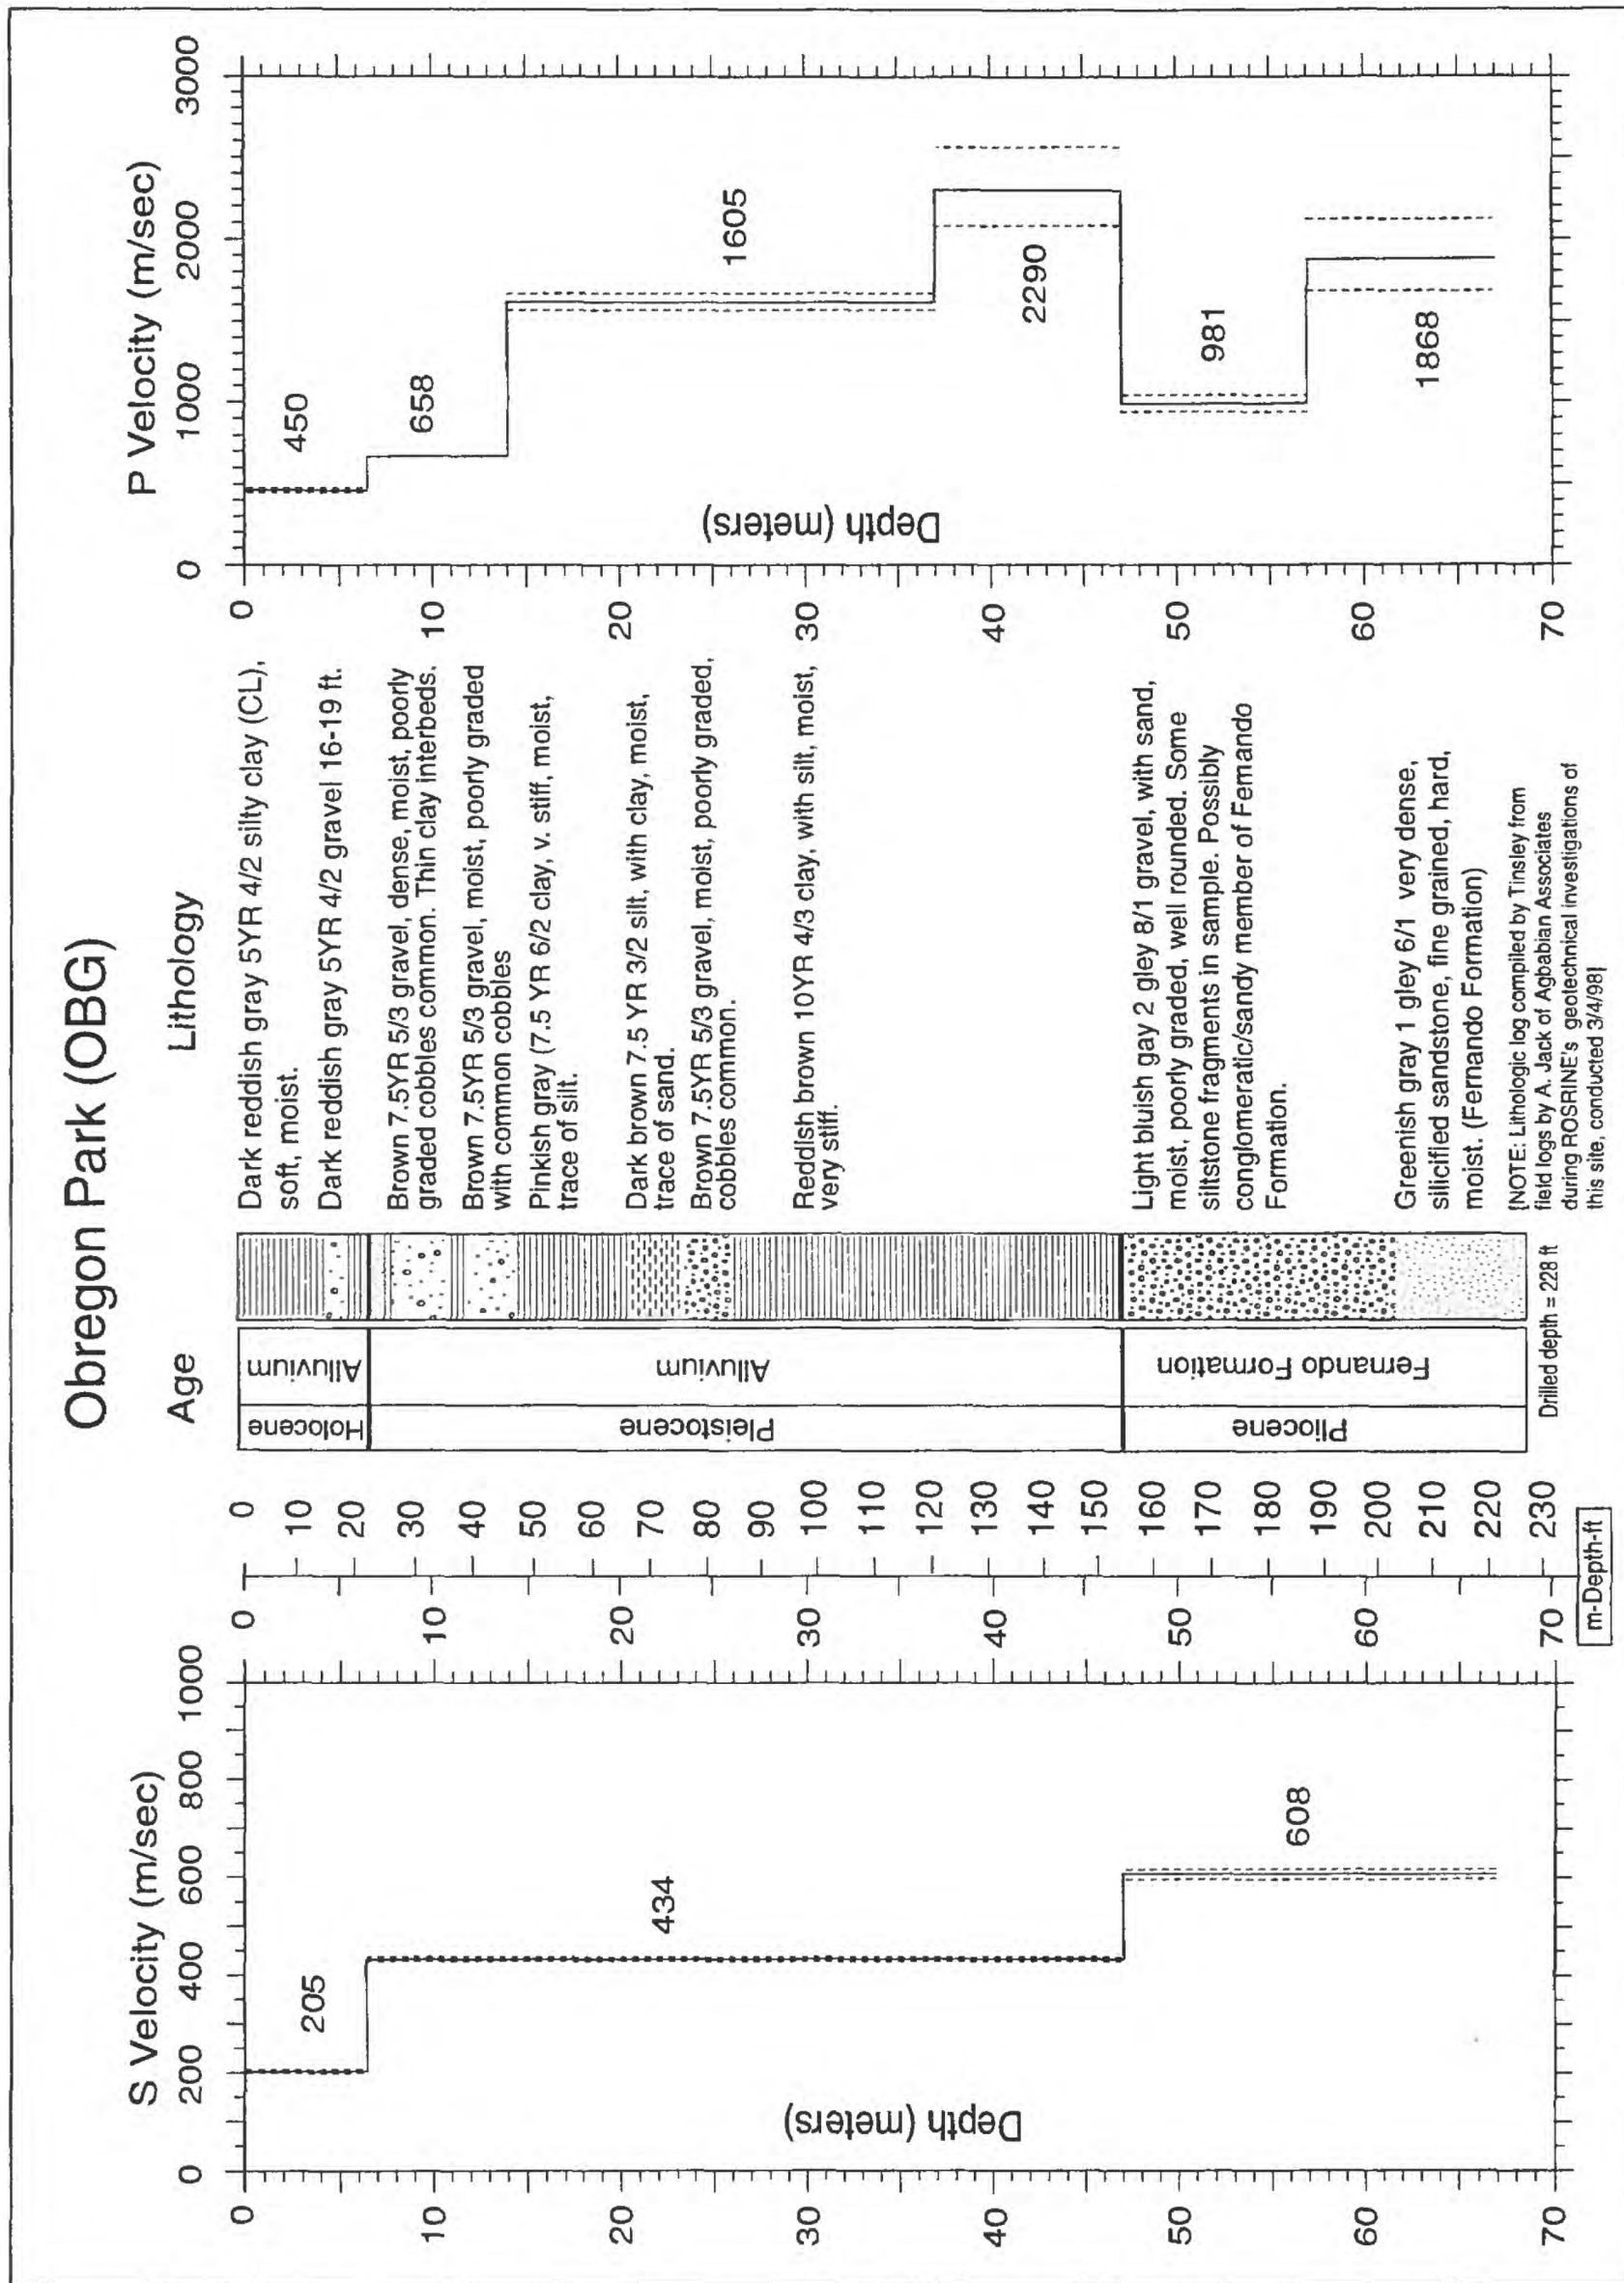 Obregon Park (OBG)
S Velocity (m/sec)
0 200 400 600 800 1000
0
10
20
30
40
50
60
70
Depth (meters)
205
434
608
0
10
20
30
40
50
60
70
0
10
20
30
40
50
60
70
80
90
100
110
120
130
140
150
160
170
180
190
200
210
220
230
m-Depth-ft
Age
Holocene
Alluvium
Pleistocene
Alluvium
Pliocene
Fernando Formation
Drilled depth = 228 ft
Lithology
Dark reddish gray 5YR 4/2 silty clay (CL),
soft, moist.
Dark reddish gray 5YR 4/2 gravel 16-19 ft.
Brown 7.5YR 5/3 gravel, dense, moist, poorly
graded cobbles common. Thin clay interbeds.
Brown 7.5YR 5/3 gravel, moist, poorly graded
with common cobbles
Pinkish gray (7.5 YR 6/2 clay, v. stiff, moist,
trace of silt.
Dark brown 7.5 YR 3/2 silt, with clay, moist,
trace of sand.
Brown 7.5YR 5/3 gravel, moist, poorly graded,
cobbles common.
Reddish brown 10YR 4/3 clay, with silt, moist,
very stiff.
Light bluish gay 2 gley 8/1 gravel, with sand,
moist, poorly graded, well rounded. Some
siltstone fragments in sample. Possibly
conglomeratic/sandy member of Fernando
Formation.
Greenish gray 1 gley 6/1 very dense,
silicified sandstone, fine grained, hard,
moist. (Fernando Formation)
[NOTE: Lithologic log compiled by Tinsley from
field logs by A. Jack of Agbabian Associates
during ROSRINE's geotechnical investigations of
this site, conducted 3/4/98]
P Velocity (m/sec)
0 1000 2000 3000
0
10
20
30
40
50
60
70
Depth (meters)
450
658
1605
2290
981
1868